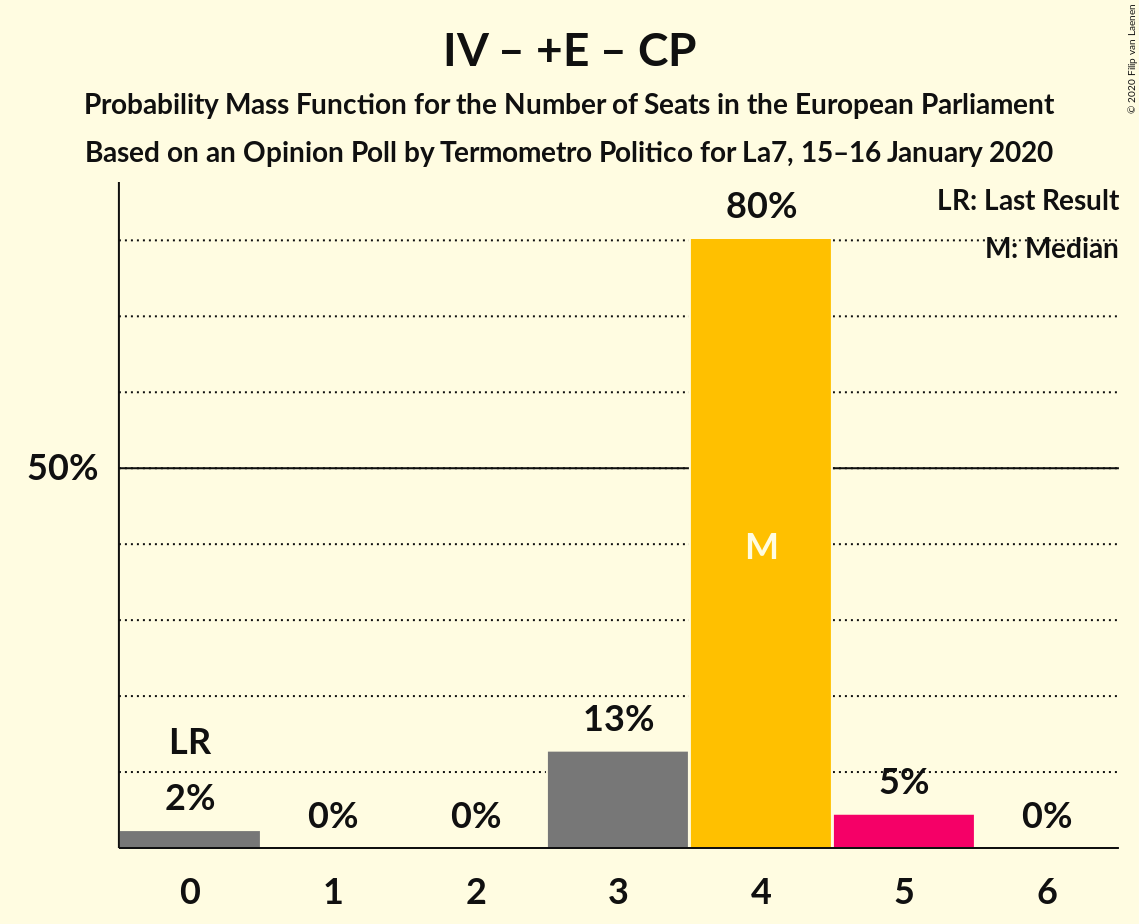 IV – +E – CP
Probability Mass Function for the Number of Seats in the European Parliament
Based on an Opinion Poll by Termometro Politico for La7, 15–16 January 2020
© 2020 Filip van Laenen
LR: Last Result
M: Median
80%
50%
M
13%
LR
2%
0%
0%
5%
0%
0 1 2 3 4 5 6